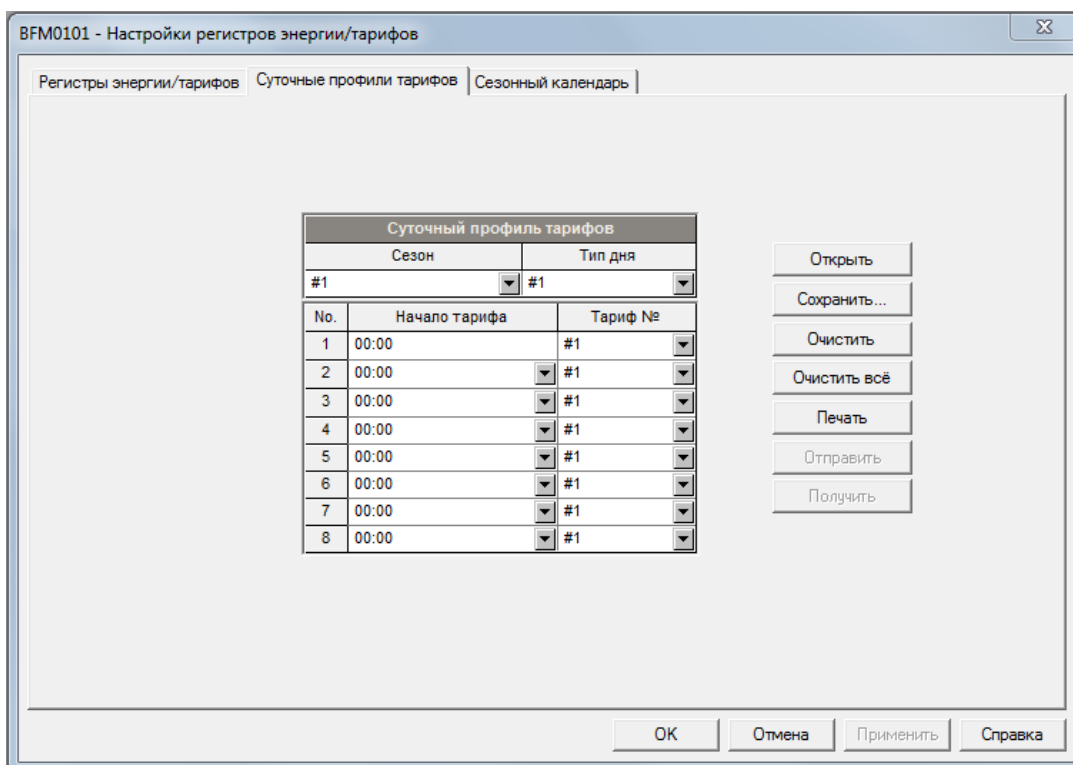 BFM0101 - Настройки регистров энергии/тарифов
Регистры энергии/тарифов Суточные профили тарифов Сезонный календарь
Суточный профиль тарифов
Сезон Тип дня
#1 #1
No. Начало тарифа Тариф №
1 00:00 #1
2 00:00 #1
3 00:00 #1
4 00:00 #1
5 00:00 #1
6 00:00 #1
7 00:00 #1
8 00:00 #1
Открыть
Сохранить...
Очистить
Очистить всё
Печать
Отправить
Получить
OK Отмена Применить Справка